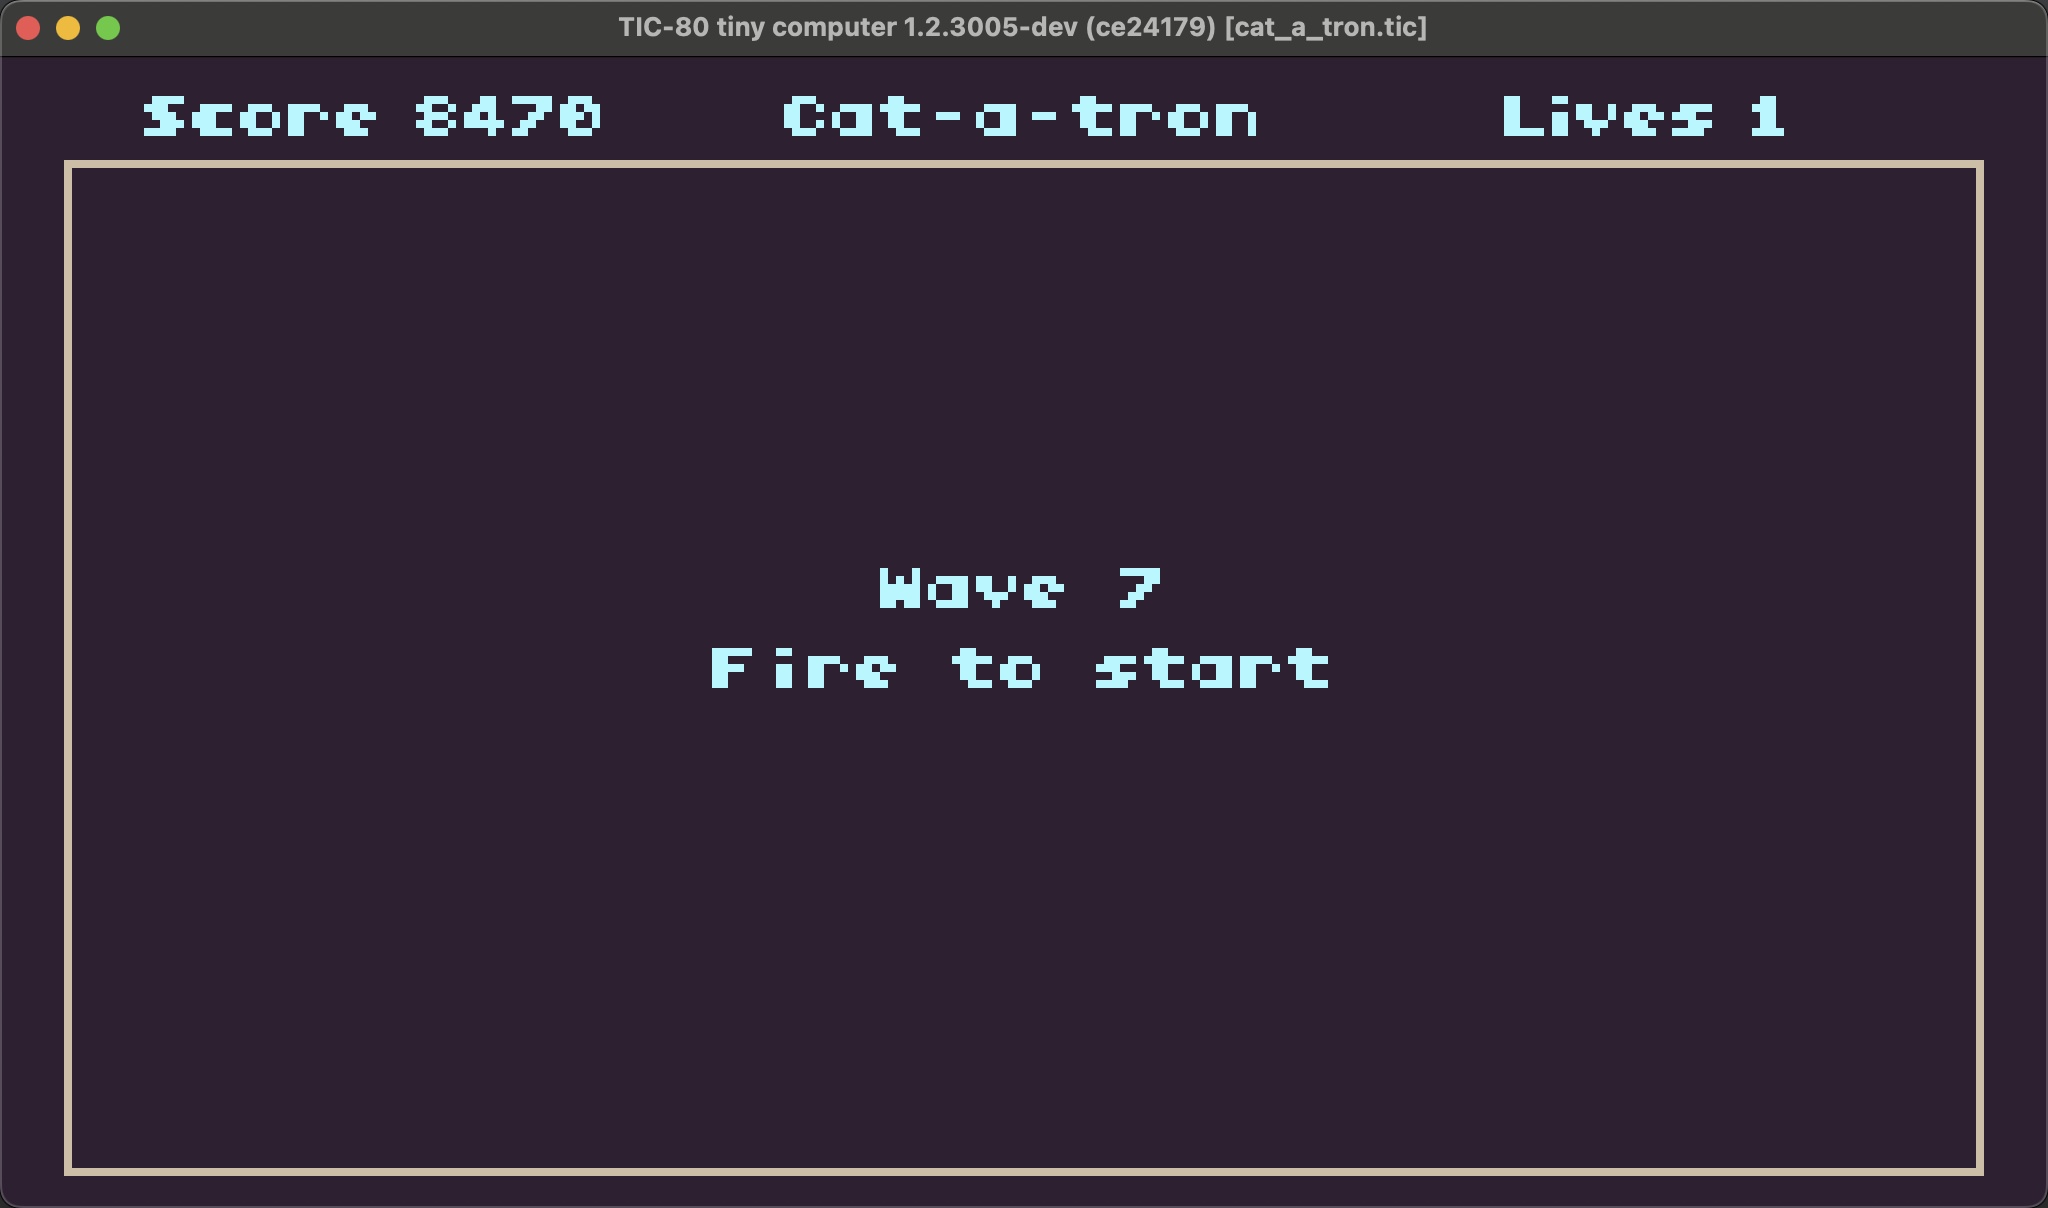 TIC-80 tiny computer 1.2.3005-dev (ce24179) [cat_a_tron.tic]
Score 8470 Cat-a-tron Lives 1
Wave 7
Fire to start